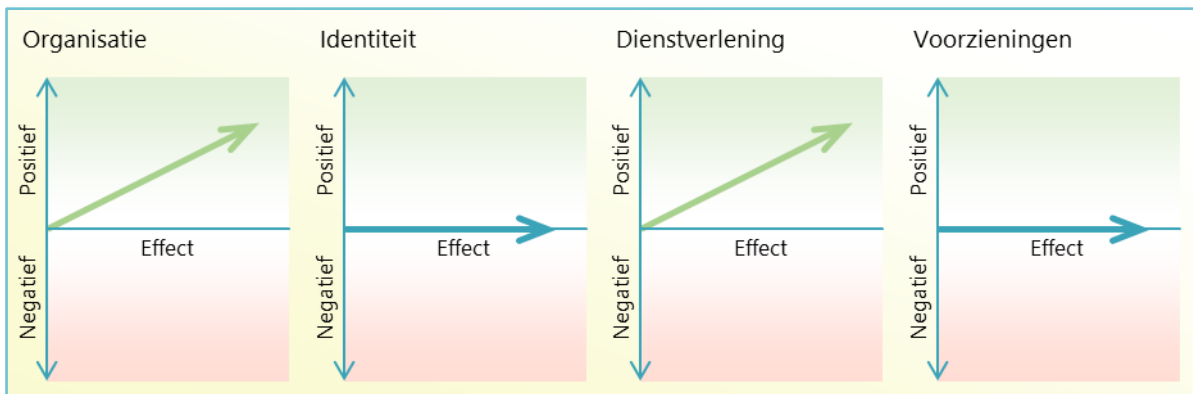 Organisatie
Positief
Negatief
Effect
Identiteit
Positief
Negatief
Effect
Dienstverlening
Positief
Negatief
Effect
Voorzieningen
Positief
Negatief
Effect